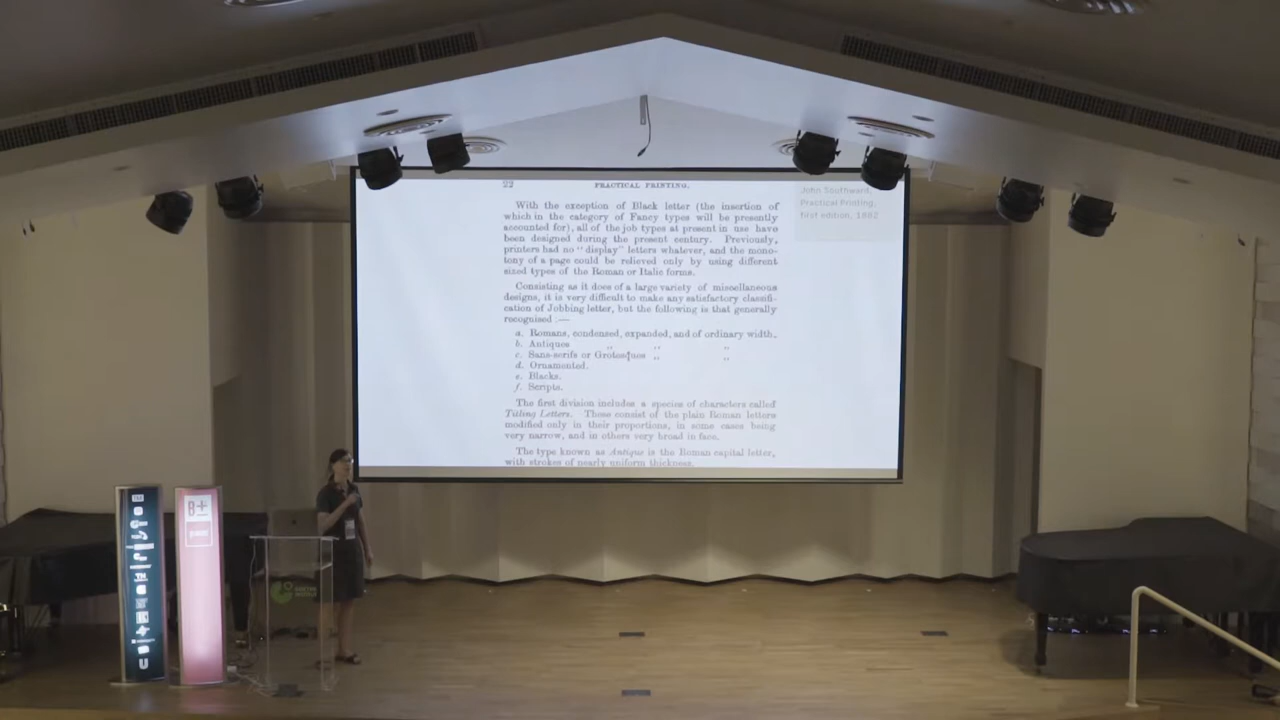 22 PRACTICAL PRINTING.
With the exception of Black letter (the insertion of
which in the category of Fancy types will be presently
accounted for), all of the job types at present in use have
been designed during the present century. Previously,
printers had no "display" letters whatever, and the mono-
tony of a page could be relieved only by using different
sized types of the Roman or Italic forms.
Consisting as it does of a large variety of miscellaneous
designs, it is very difficult to make any satisfactory classifi-
cation of Jobbing letter, but the following is that generally
recognised :—
a. Romans, condensed, expanded, and of ordinary width,
b. Antiques " " "
c. Sans-serifs or Grotesques " "
d. Ornamented.
e. Blacks.
f. Scripts.
The first division includes a species of characters called
Titling Letters. These consist of the plain Roman letters
modified only in their proportions, in some cases being
very narrow, and in others very broad in face.
The type known as Antique is the Roman capital letter,
with strokes of nearly uniform thickness.
John Southward,
Practical Printing,
first edition, 1882
8±
GOETHE